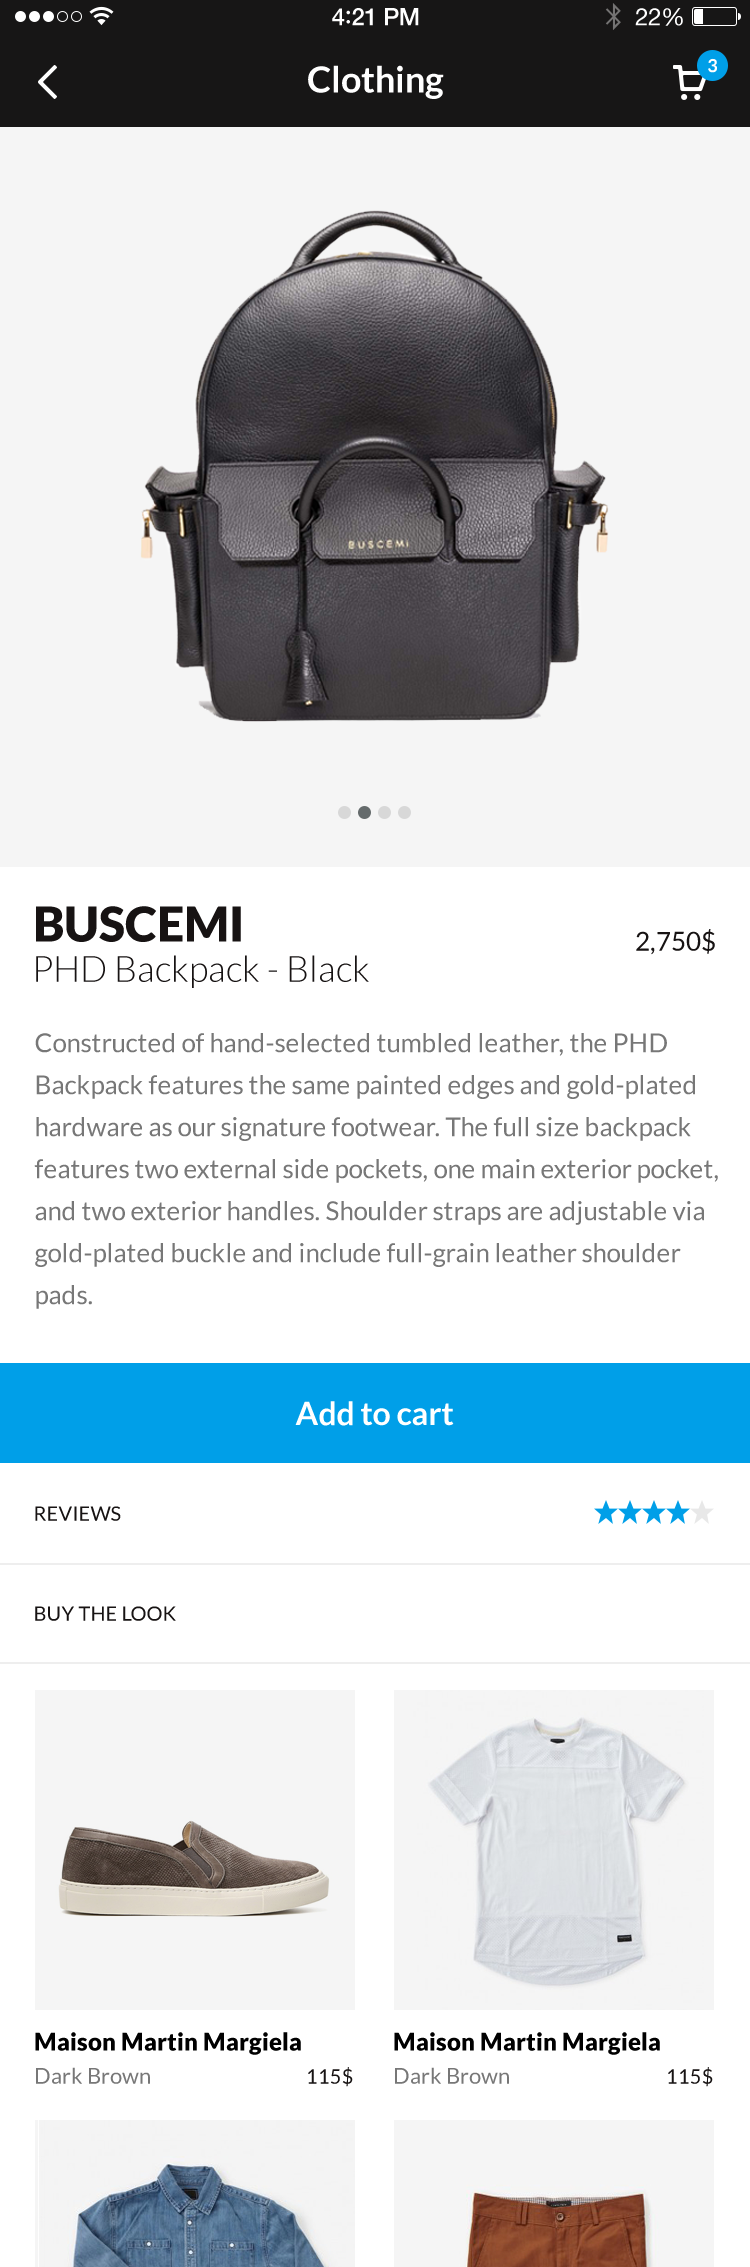 4:21 PM
22%
Clothing
3
BUSCEMI
BUSCEMI
2,750$
PHD Backpack - Black
Constructed of hand-selected tumbled leather, the PHD
Backpack features the same painted edges and gold-plated
hardware as our signature footwear. The full size backpack
features two external side pockets, one main exterior pocket,
and two exterior handles. Shoulder straps are adjustable via
gold-plated buckle and include full-grain leather shoulder
pads.
Add to cart
REVIEWS
BUY THE LOOK
Maison Martin Margiela
Dark Brown
115$
Maison Martin Margiela
Dark Brown
115$